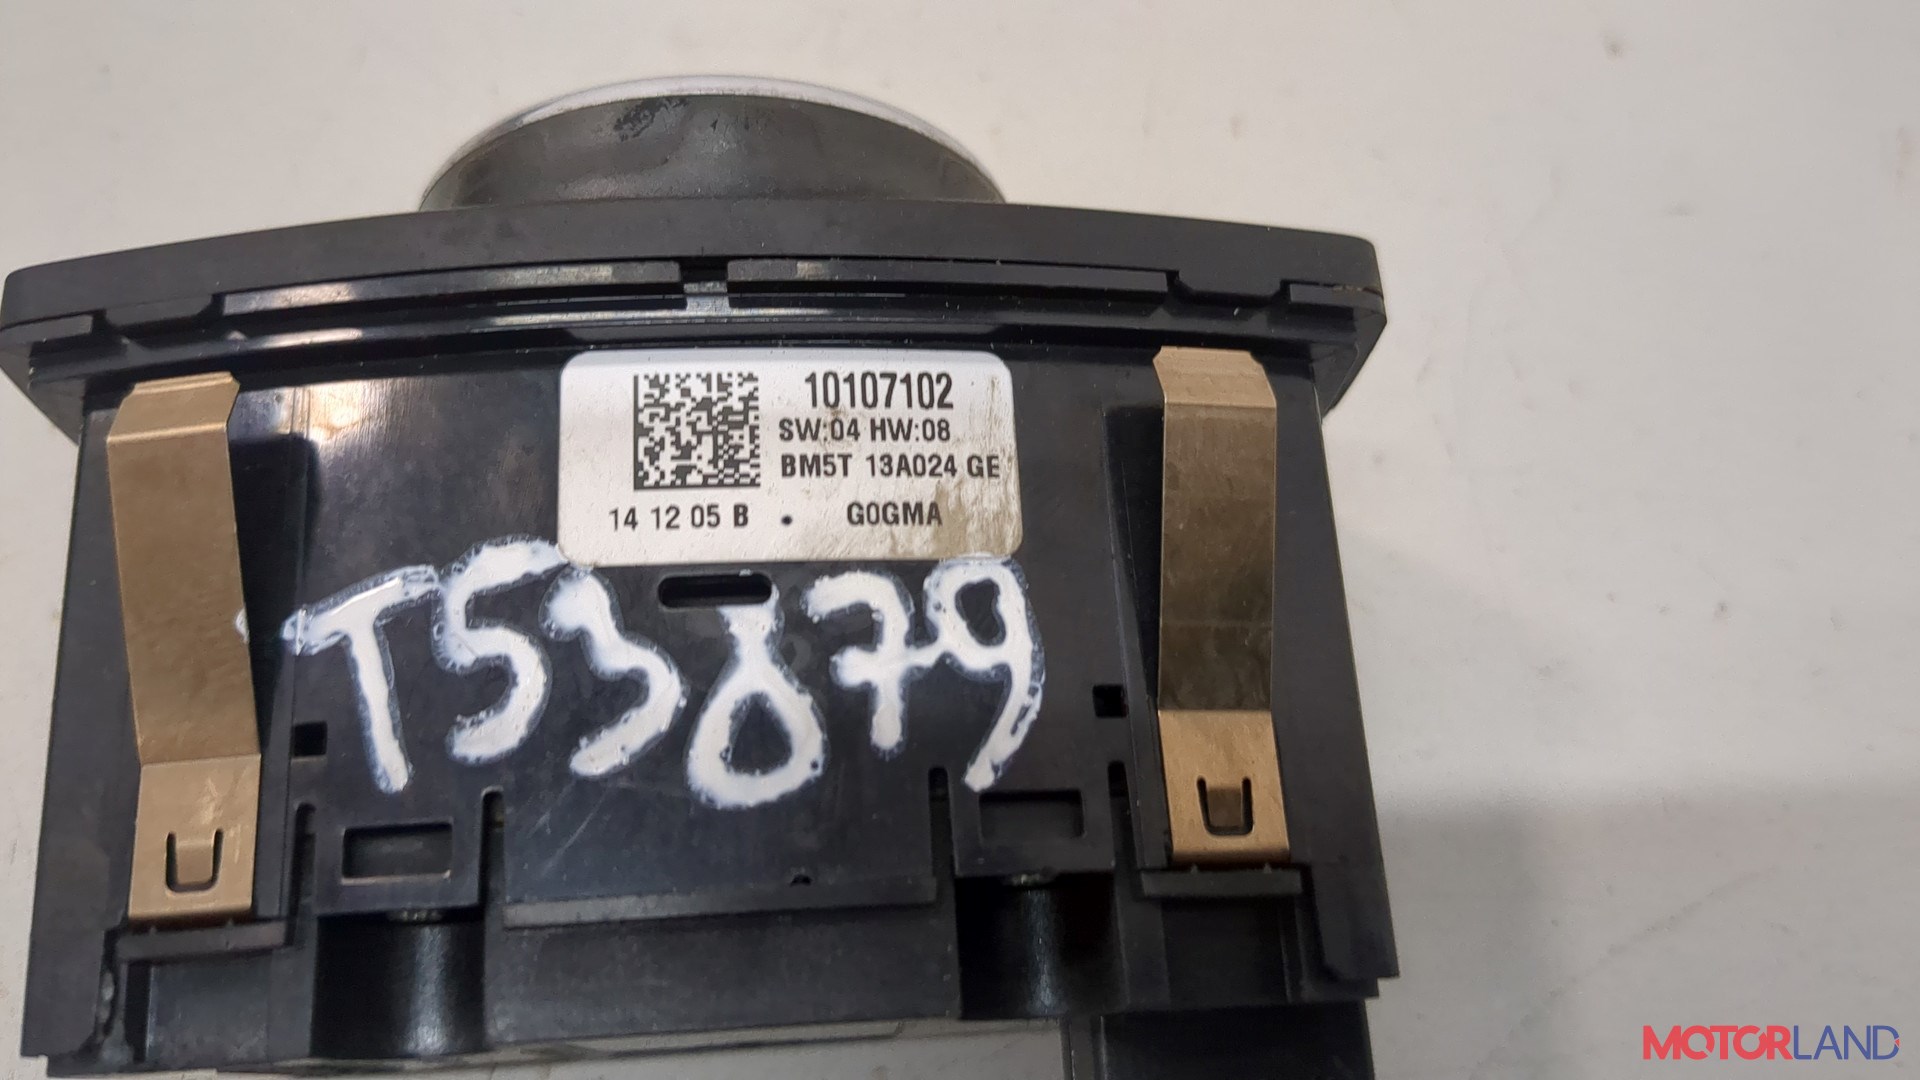 10107102
SW:04 HW:08
BM5T 13A024 GE
14 12 05 B . G0GMA
T53879
MOTORLAND